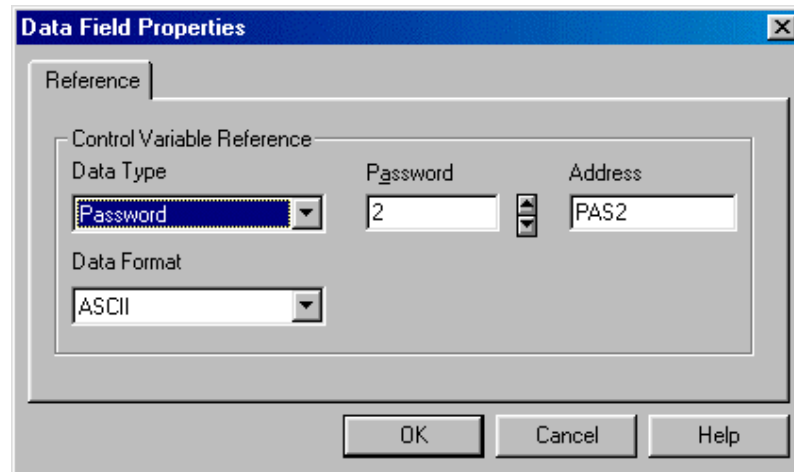 Data Field Properties
Reference
Control Variable Reference
Data Type Password Address
Password 2 PAS2
Data Format
ASCII
OK Cancel Help